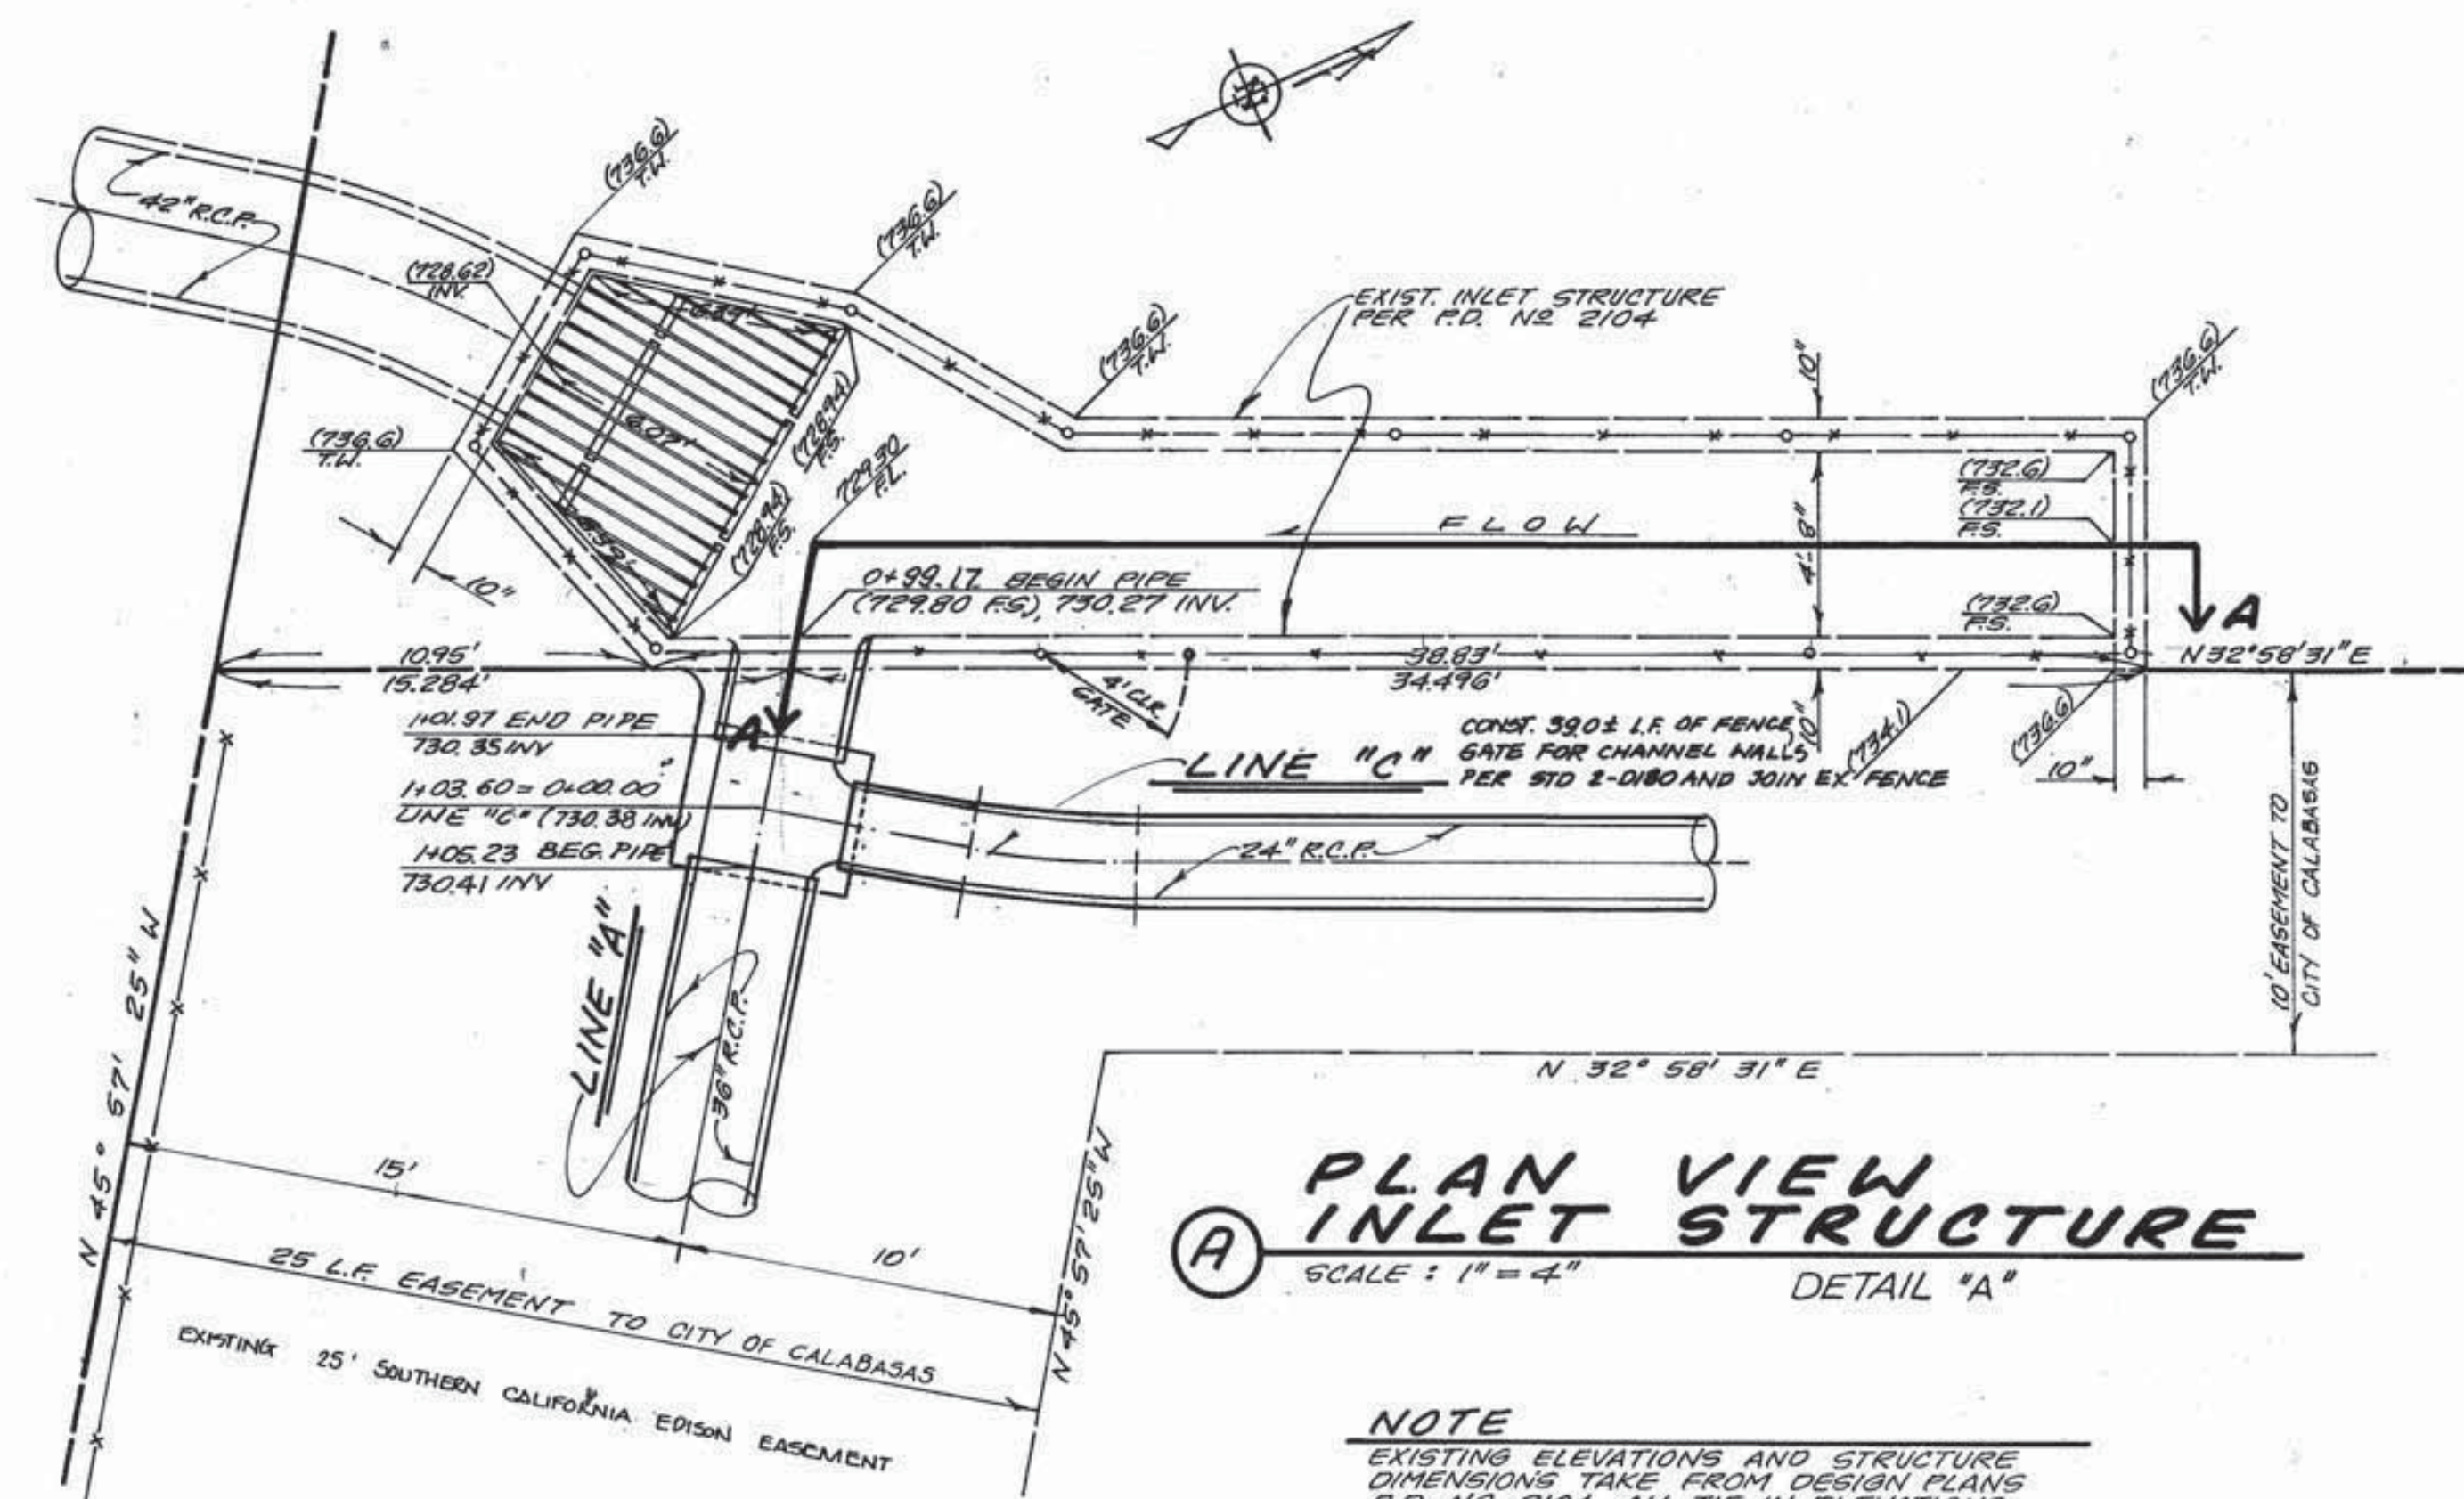 (736.6)
T.W.
(736.6)
T.W.
42" R.C.P.
(728.62)
INV.
(736.6)
T.W.
EXIST. INLET STRUCTURE
PER P.D. Nº 2104
10"
(736.6)
T.W.
(736.6)
T.W.
6.07'
(728.94)
F.S.
729.30
F.L.
(728.94)
F.S.
10"
FLOW
4'-8"
(732.6)
F.S.
(732.1)
F.S.
(732.6)
F.S.
0+99.17 BEGIN PIPE
(729.80 F.S), 730.27 INV.
A
N 32° 58' 31" E
10.95'
15.284'
38.83'
34.496'
4' CLR.
GATE
10"
(734.1)
(736.6)
10"
A
1+01.97 END PIPE
730.35 INV
1+03.60 = 0+00.00
LINE "C" (730.38 INV)
1+05.23 BEG. PIPE
730.41 INV
CONST. 39.0± L.F. OF FENCE,
GATE FOR CHANNEL WALLS
PER STD 2-D180 AND JOIN EX. FENCE
LINE "C"
24" R.C.P.
LINE "A"
36" R.C.P.
10' EASEMENT TO
CITY OF CALABASAS
N 32° 58' 31" E
N 45° 57' 25" W
15'
10'
25 L.F. EASEMENT TO CITY OF CALABASAS
EXISTING 25' SOUTHERN CALIFORNIA EDISON EASEMENT
N 45° 57' 25" W
A
PLAN VIEW
INLET STRUCTURE
SCALE : 1" = 4"
DETAIL "A"
NOTE
EXISTING ELEVATIONS AND STRUCTURE
DIMENSIONS TAKE FROM DESIGN PLANS